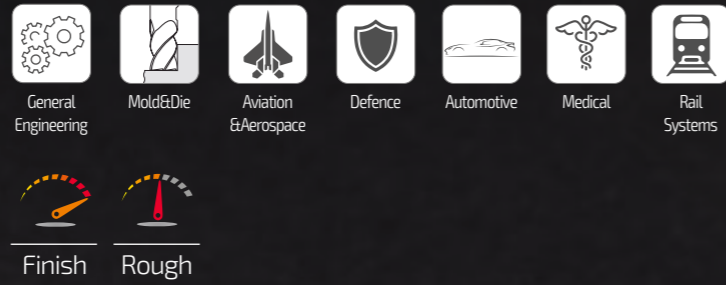 General
Engineering
Mold&Die
Aviation
&Aerospace
Defence
Automotive
Medical
Rail
Systems
Finish
Rough